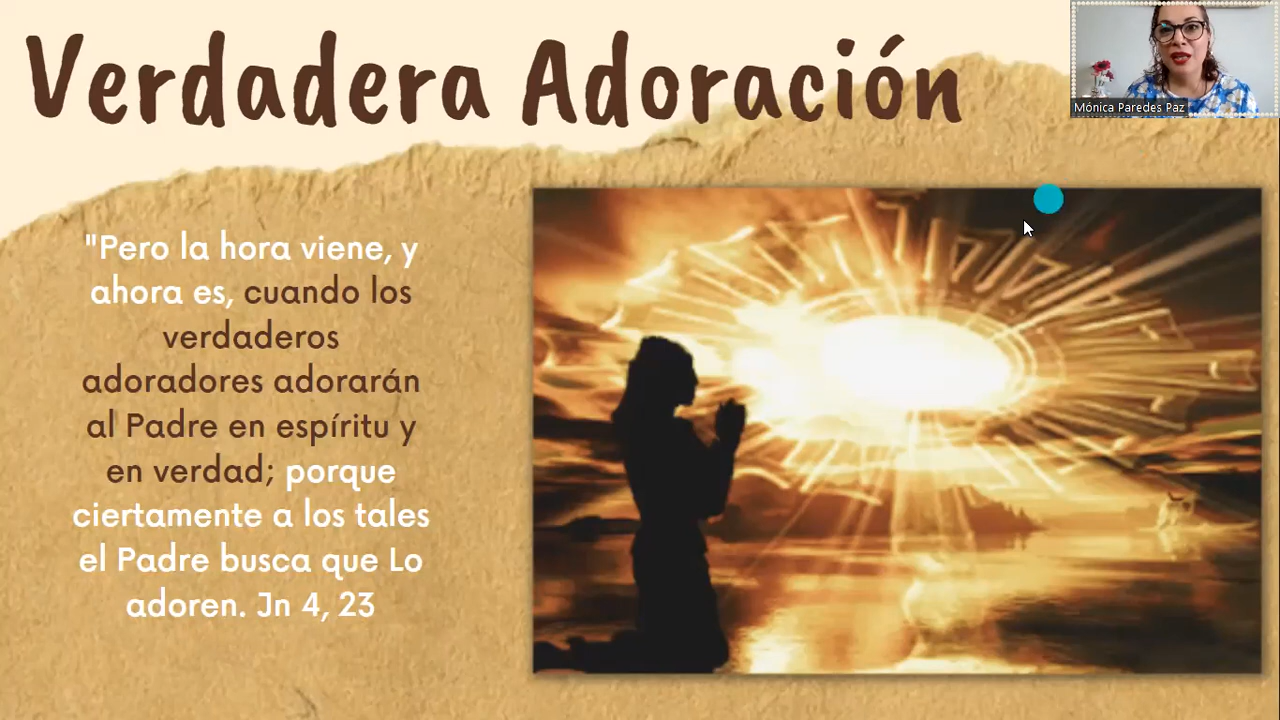 Verdadera Adoración
Mónica Paredes Paz
"Pero la hora viene, y
ahora es, cuando los
verdaderos
adoradores adorarán
al Padre en espíritu y
en verdad; porque
ciertamente a los tales
el Padre busca que Lo
adoren. Jn 4, 23